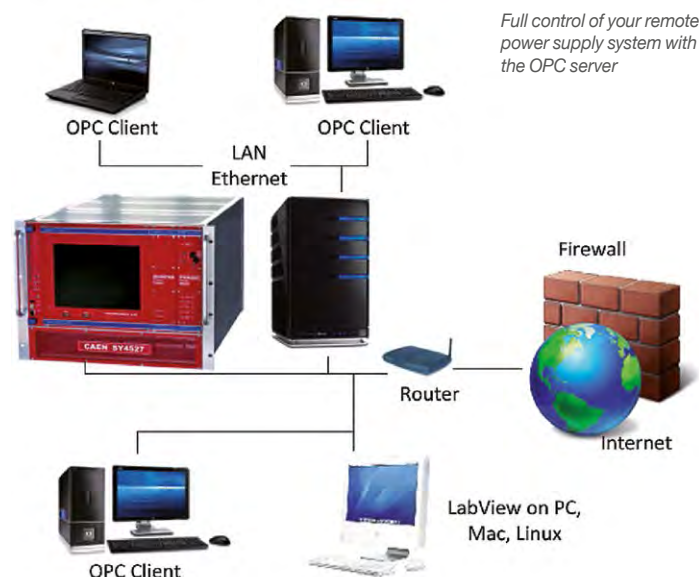 Full control of your remote
power supply system with
the OPC server
OPC Client
OPC Client
LAN
Ethernet
CAEN SY4527
Firewall
Router
Internet
LabView on PC,
Mac, Linux
OPC Client